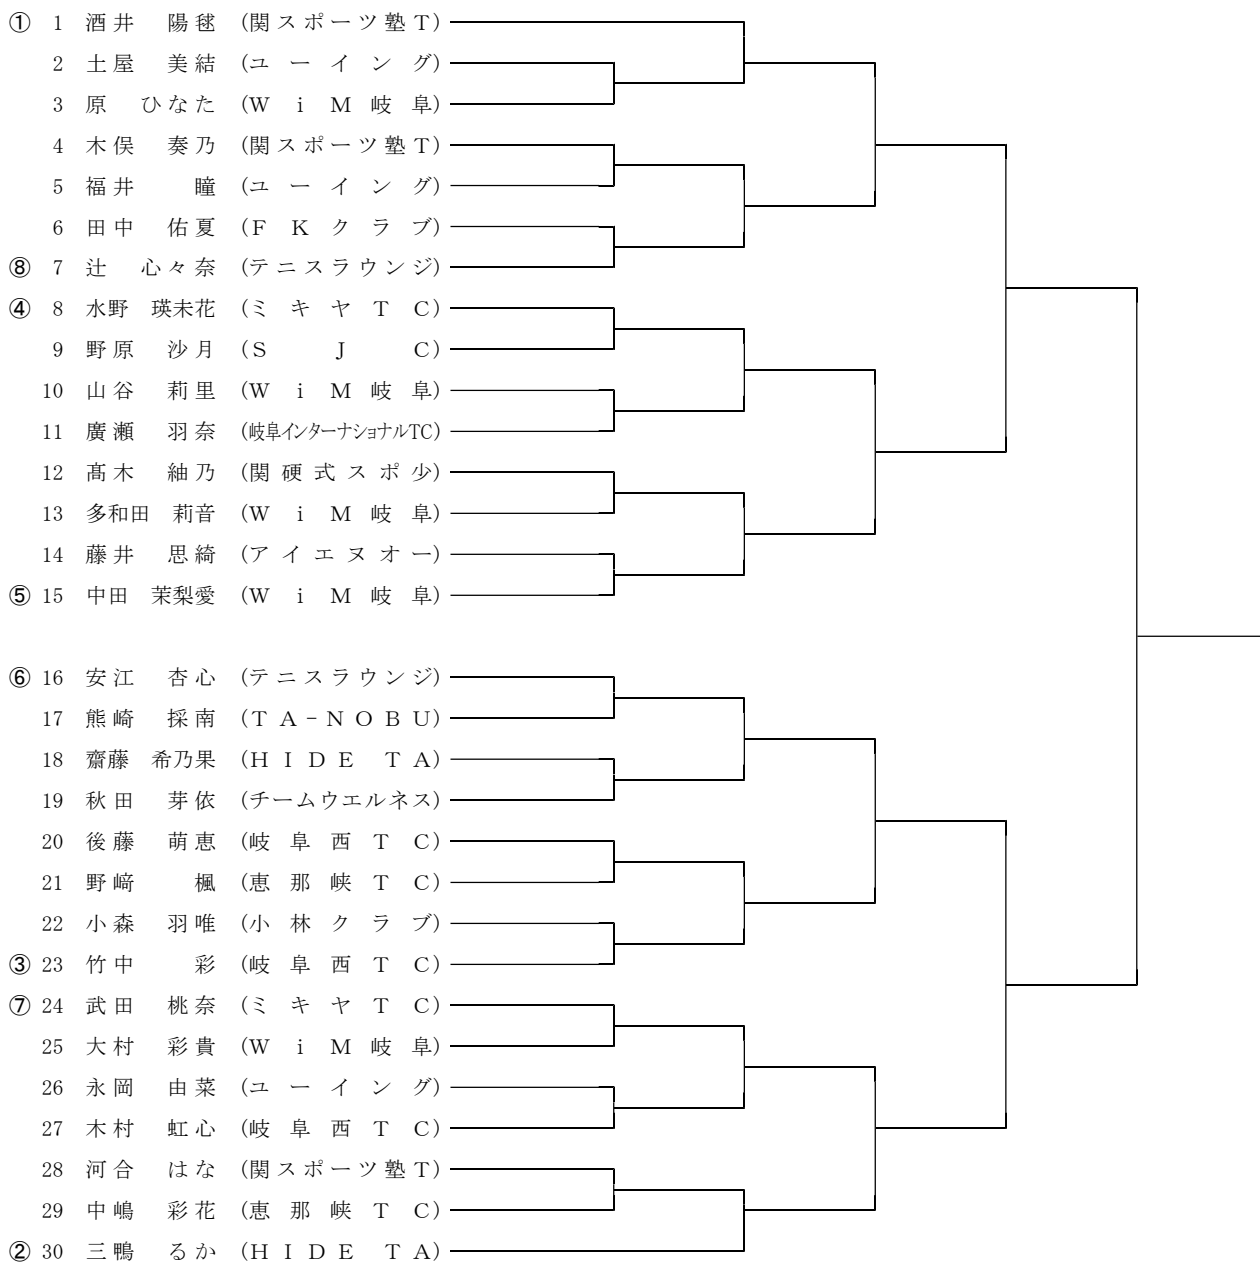 ① 1 酒井 陽毬 (関スポーツ塾T)
2 土屋 美結 (ユーイング)
3 原 ひなた (WiM岐阜)
4 木俣 奏乃 (関スポーツ塾T)
5 福井 瞳 (ユーイング)
6 田中 佑夏 (FKクラブ)
⑧ 7 辻 心々奈 (テニスラウンジ)
④ 8 水野 瑛未花 (ミキヤTC)
9 野原 沙月 (SJC)
10 山谷 莉里 (WiM岐阜)
11 廣瀬 羽奈 (岐阜インターナショナルTC)
12 髙木 紬乃 (関硬式スポ少)
13 多和田 莉音 (WiM岐阜)
14 藤井 思綺 (アイエヌオー)
⑤ 15 中田 茉梨愛 (WiM岐阜)
⑥ 16 安江 杏心 (テニスラウンジ)
17 熊崎 採南 (TA-NOBU)
18 齋藤 希乃果 (HIDE TA)
19 秋田 芽依 (チームウエルネス)
20 後藤 萌恵 (岐阜西TC)
21 野﨑 楓 (恵那峡TC)
22 小森 羽唯 (小林クラブ)
③ 23 竹中 彩 (岐阜西TC)
⑦ 24 武田 桃奈 (ミキヤTC)
25 大村 彩貴 (WiM岐阜)
26 永岡 由菜 (ユーイング)
27 木村 虹心 (岐阜西TC)
28 河合 はな (関スポーツ塾T)
29 中嶋 彩花 (恵那峡TC)
② 30 三鴨 るか (HIDE TA)